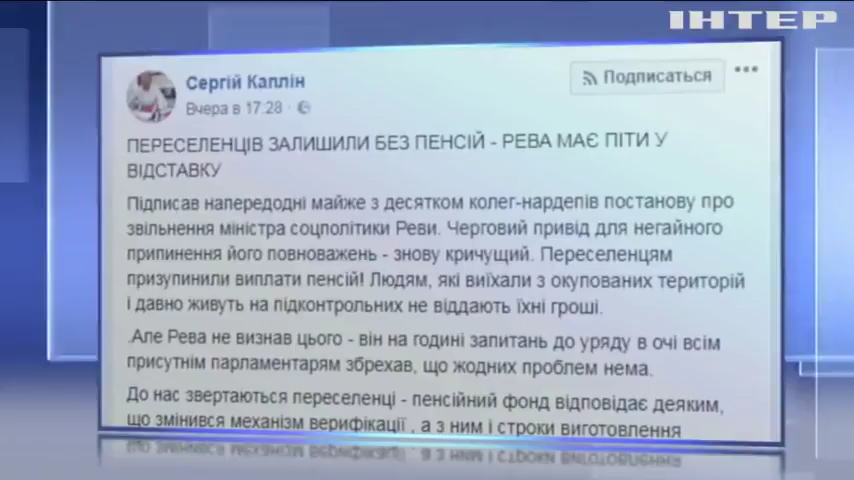 ІНТЕР
Сергій Каплін
Подписаться
Вчера в 17:28
ПЕРЕСЕЛЕНЦІВ ЗАЛИШИЛИ БЕЗ ПЕНСІЙ - РЕВА МАЄ ПІТИ У
ВІДСТАВКУ
Підписав напередодні майже з десятком колег-нардепів постанову про
звільнення міністра соцполітики Реви. Черговий привід для негайного
припинення його повноважень - знову кричущий. Переселенцям
призупинили виплати пенсій! Людям, які виїхали з окупованих територій
і давно живуть на підконтрольних не віддають їхні гроші.
.Але Рева не визнав цього - він на годині запитань до уряду в очі всім
присутнім парламентарям збрехав, що жодних проблем нема.
До нас звертаються переселенці - пенсійний фонд відповідає деяким,
що змінився механізм верифікації , а з ним і строки виготовлення